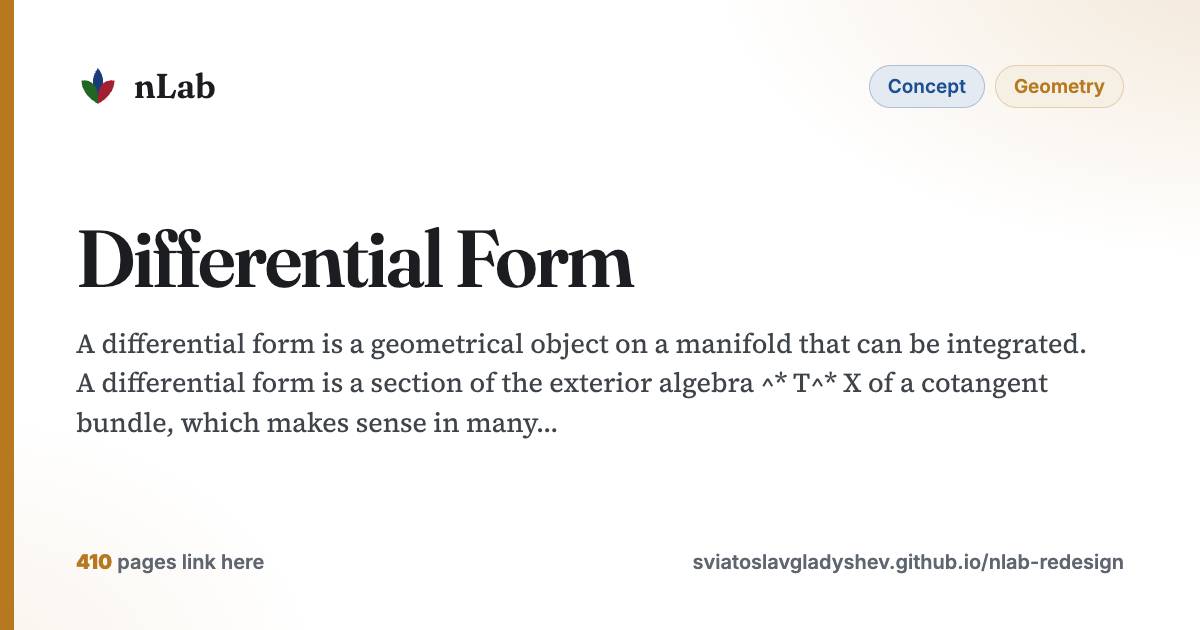 nLab
Concept
Geometry
Differential Form
A differential form is a geometrical object on a manifold that can be integrated.
A differential form is a section of the exterior algebra ^* T^* X of a cotangent
bundle, which makes sense in many...
410 pages link here
sviatoslavgladyshev.github.io/nlab-redesign